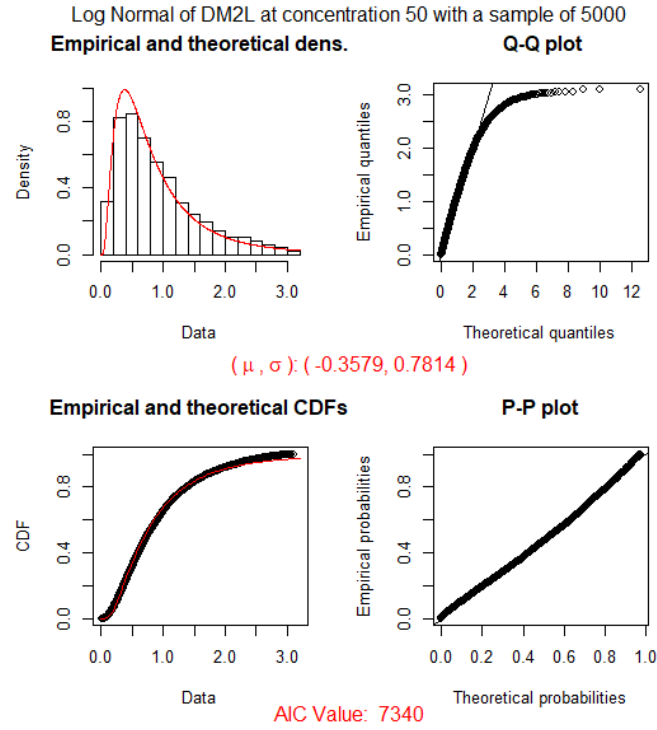 Log Normal of DM2L at concentration 50 with a sample of 5000
Empirical and theoretical dens.
Density
0.0 0.4 0.8
0.0 1.0 2.0 3.0
Data
Q-Q plot
Empirical quantiles
0.0 1.0 2.0 3.0
0 2 4 6 8 10 12
Theoretical quantiles
( μ , σ ): ( -0.3579, 0.7814 )
Empirical and theoretical CDFs
CDF
0.0 0.4 0.8
0.0 1.0 2.0 3.0
Data
P-P plot
Empirical probabilities
0.0 0.4 0.8
0.0 0.2 0.4 0.6 0.8 1.0
Theoretical probabilities
AIC Value: 7340